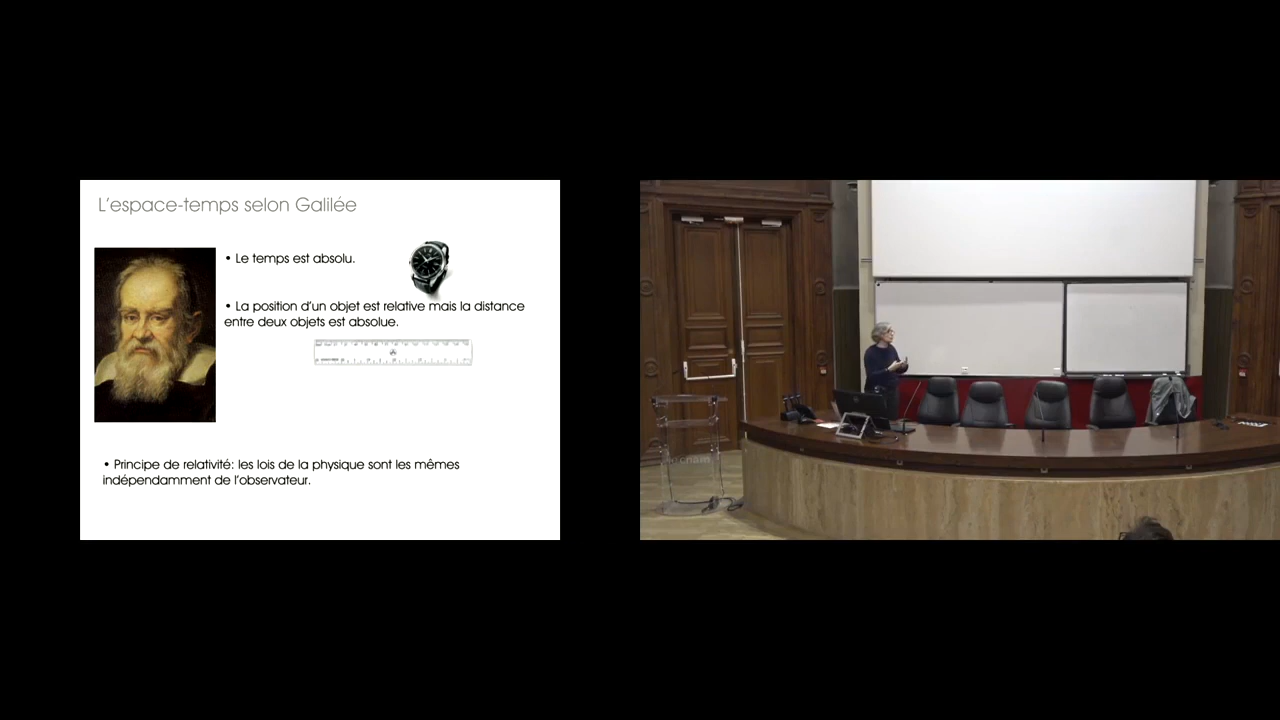 L'espace-temps selon Galilée
• Le temps est absolu.
• La position d'un objet est relative mais la distance
entre deux objets est absolue.
• Principe de relativité: les lois de la physique sont les mêmes
indépendamment de l'observateur.